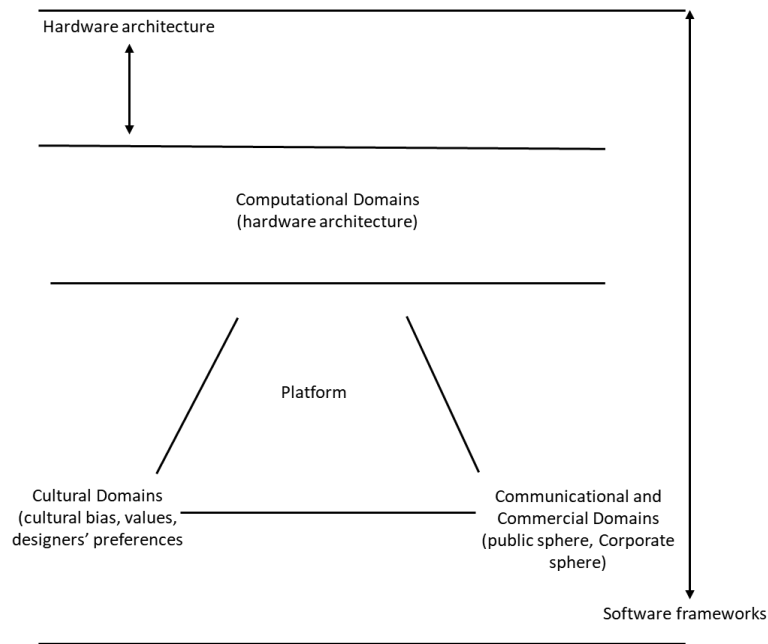 Hardware architecture
Computational Domains
(hardware architecture)
Platform
Cultural Domains
(cultural bias, values,
designers’ preferences
Communicational and
Commercial Domains
(public sphere, Corporate
sphere)
Software frameworks